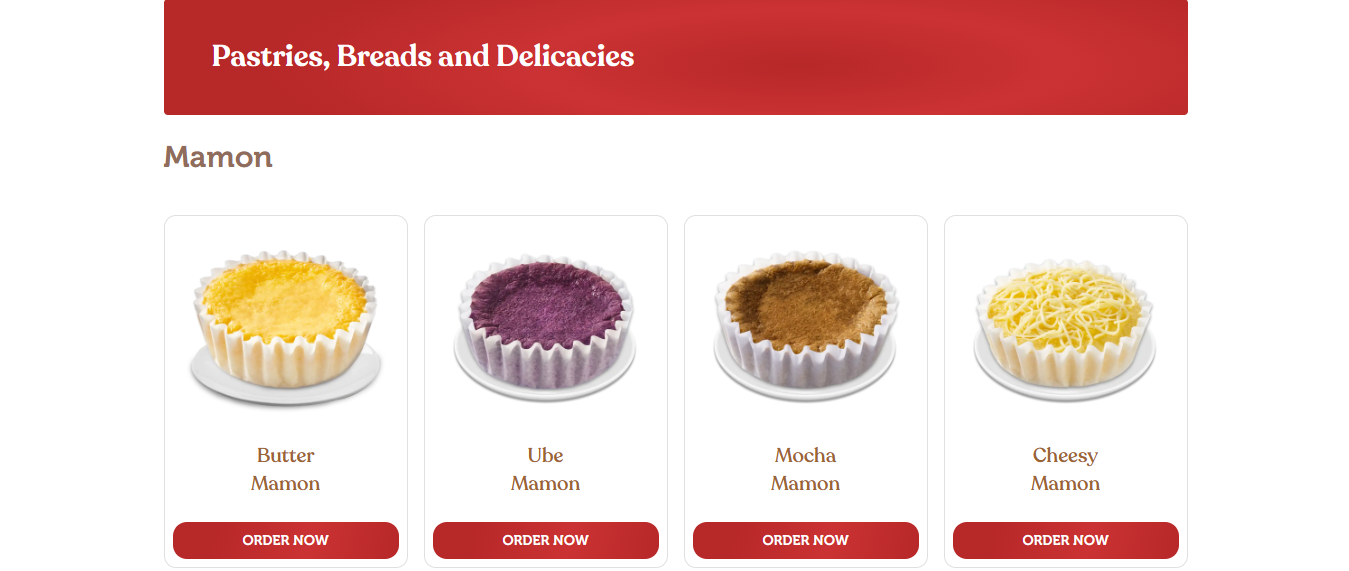 Pastries, Breads and Delicacies
Mamon
Butter
Mamon
ORDER NOW
Ube
Mamon
ORDER NOW
Mocha
Mamon
ORDER NOW
Cheesy
Mamon
ORDER NOW